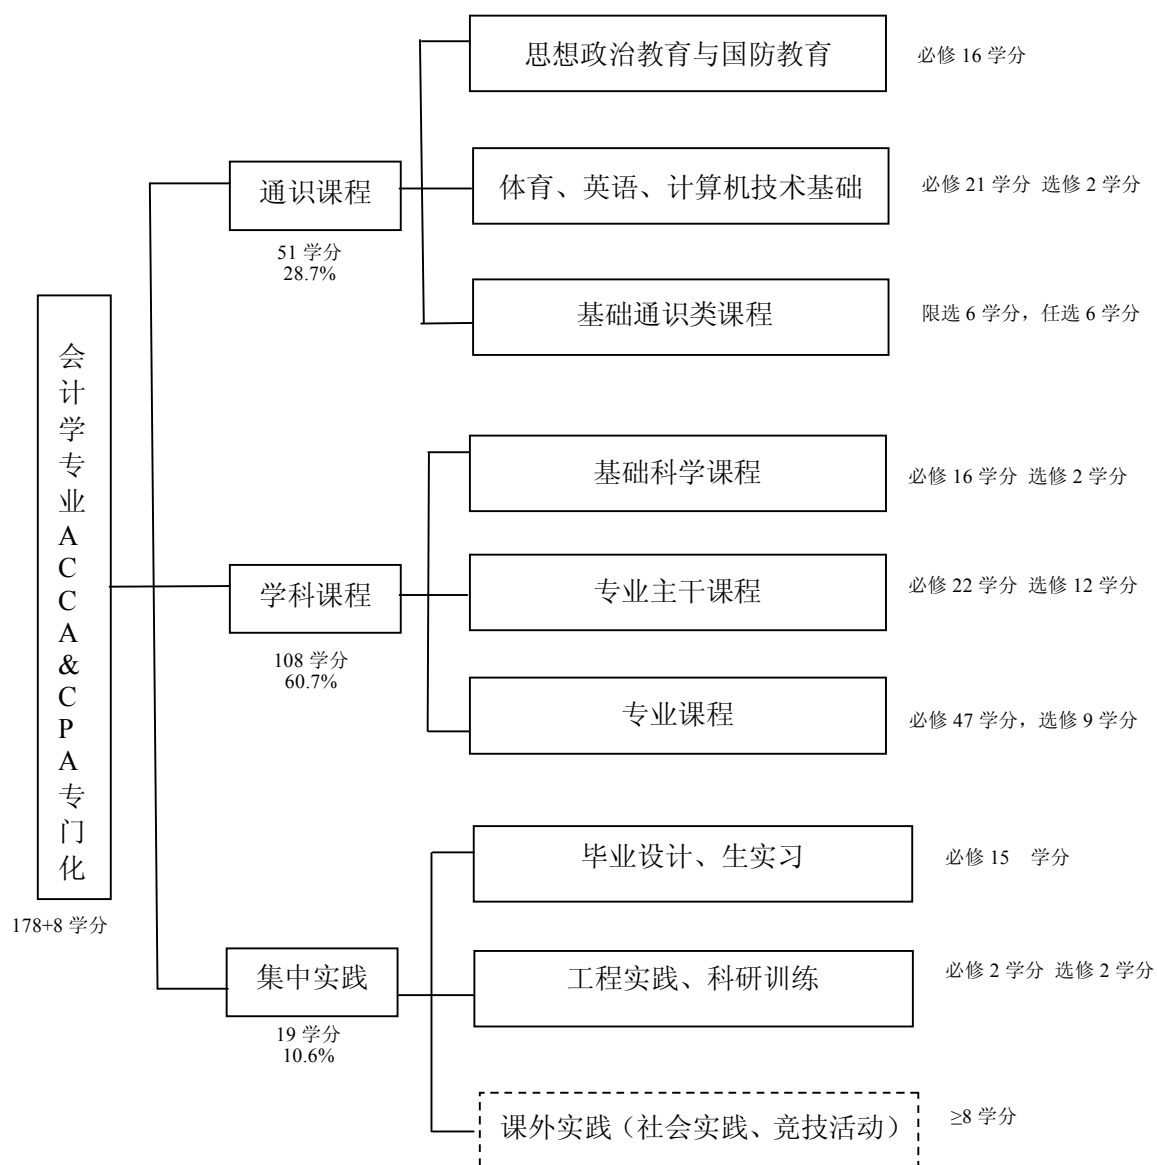 会计学专业ACCA&CPA专门化
178+8 学分
通识课程
51 学分
28.7%
思想政治教育与国防教育
必修 16 学分
体育、英语、计算机技术基础
必修 21 学分 选修 2 学分
基础通识类课程
限选 6 学分，任选 6 学分
学科课程
108 学分
60.7%
基础科学课程
必修 16 学分 选修 2 学分
专业主干课程
必修 22 学分 选修 12 学分
专业课程
必修 47 学分，选修 9 学分
集中实践
19 学分
10.6%
毕业设计、生实习
必修 15 学分
工程实践、科研训练
必修 2 学分 选修 2 学分
课外实践（社会实践、竞技活动）
≥8 学分